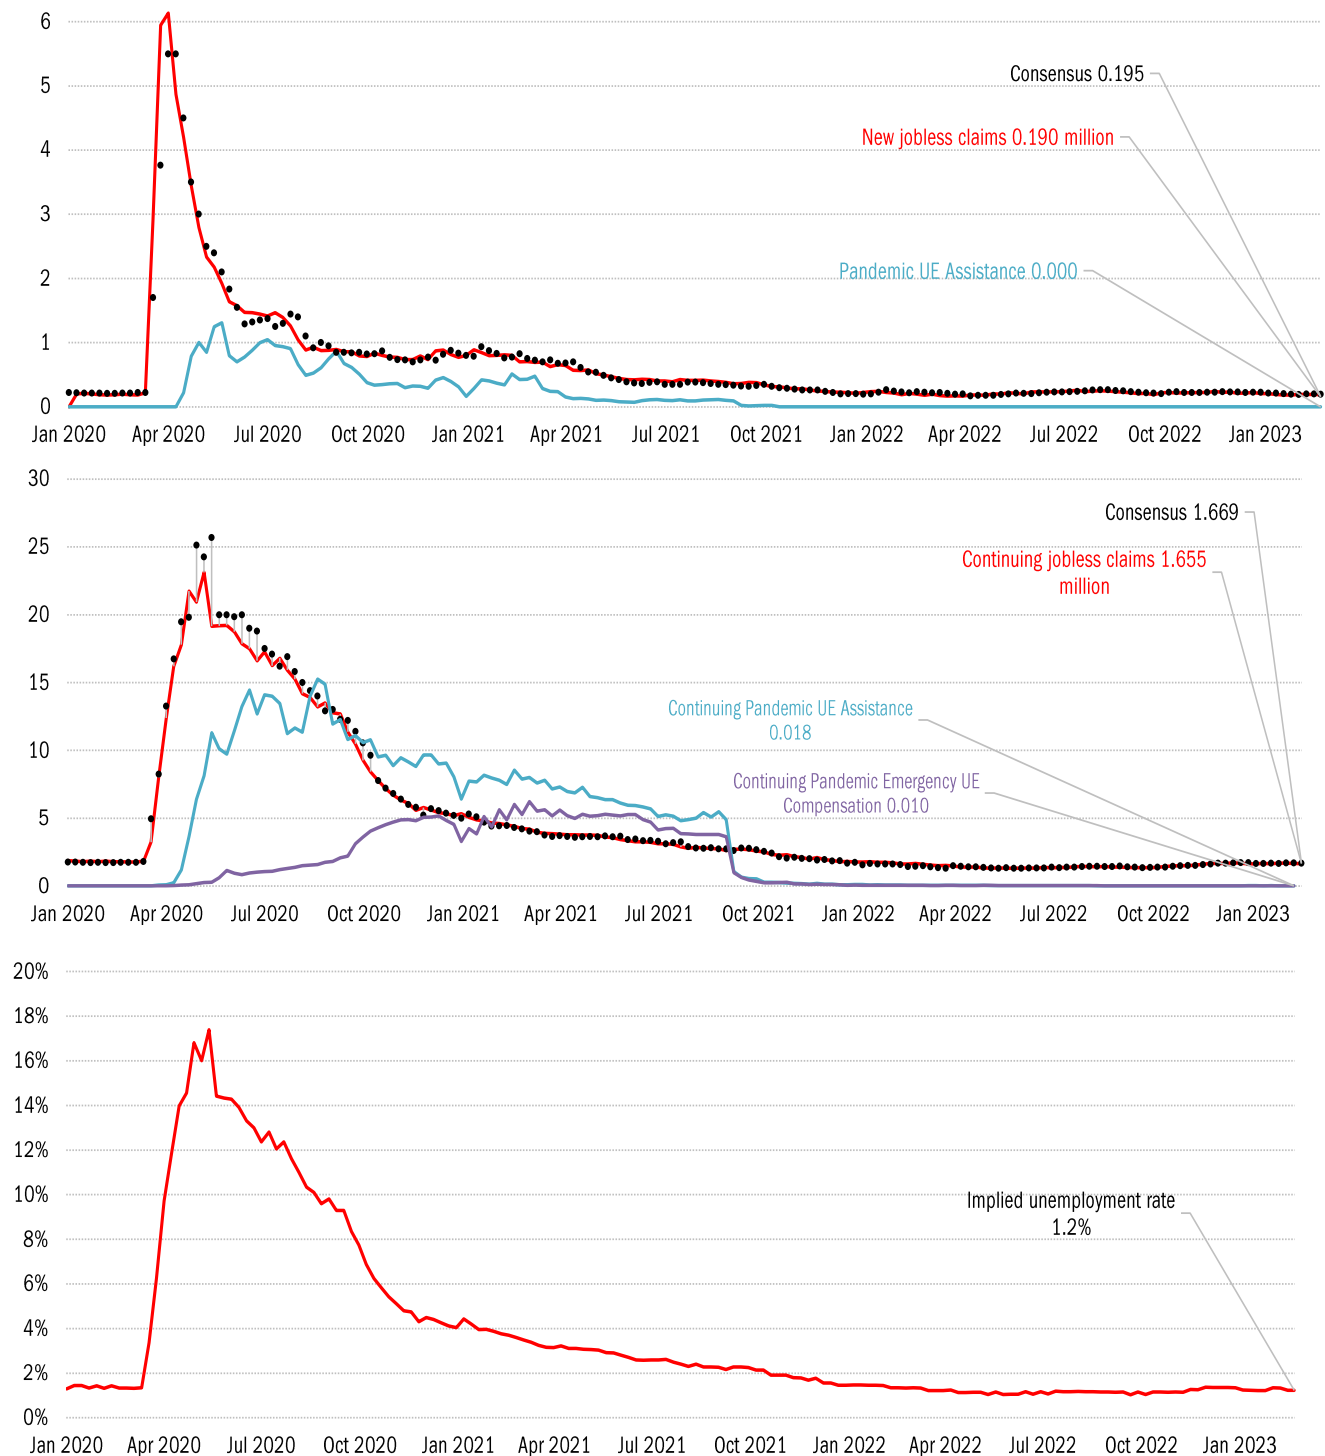 6
5
4
3
2
1
0
Consensus 0.195
New jobless claims 0.190 million
Pandemic UE Assistance 0.000
Jan 2020 Apr 2020 Jul 2020 Oct 2020 Jan 2021 Apr 2021 Jul 2021 Oct 2021 Jan 2022 Apr 2022 Jul 2022 Oct 2022 Jan 2023
30
25
20
15
10
5
0
Consensus 1.669
Continuing jobless claims 1.655
million
Continuing Pandemic UE Assistance
0.018
Continuing Pandemic Emergency UE
Compensation 0.010
Jan 2020 Apr 2020 Jul 2020 Oct 2020 Jan 2021 Apr 2021 Jul 2021 Oct 2021 Jan 2022 Apr 2022 Jul 2022 Oct 2022 Jan 2023
20%
18%
16%
14%
12%
10%
8%
6%
4%
2%
0%
Implied unemployment rate
1.2%
Jan 2020 Apr 2020 Jul 2020 Oct 2020 Jan 2021 Apr 2021 Jul 2021 Oct 2021 Jan 2022 Apr 2022 Jul 2022 Oct 2022 Jan 2023